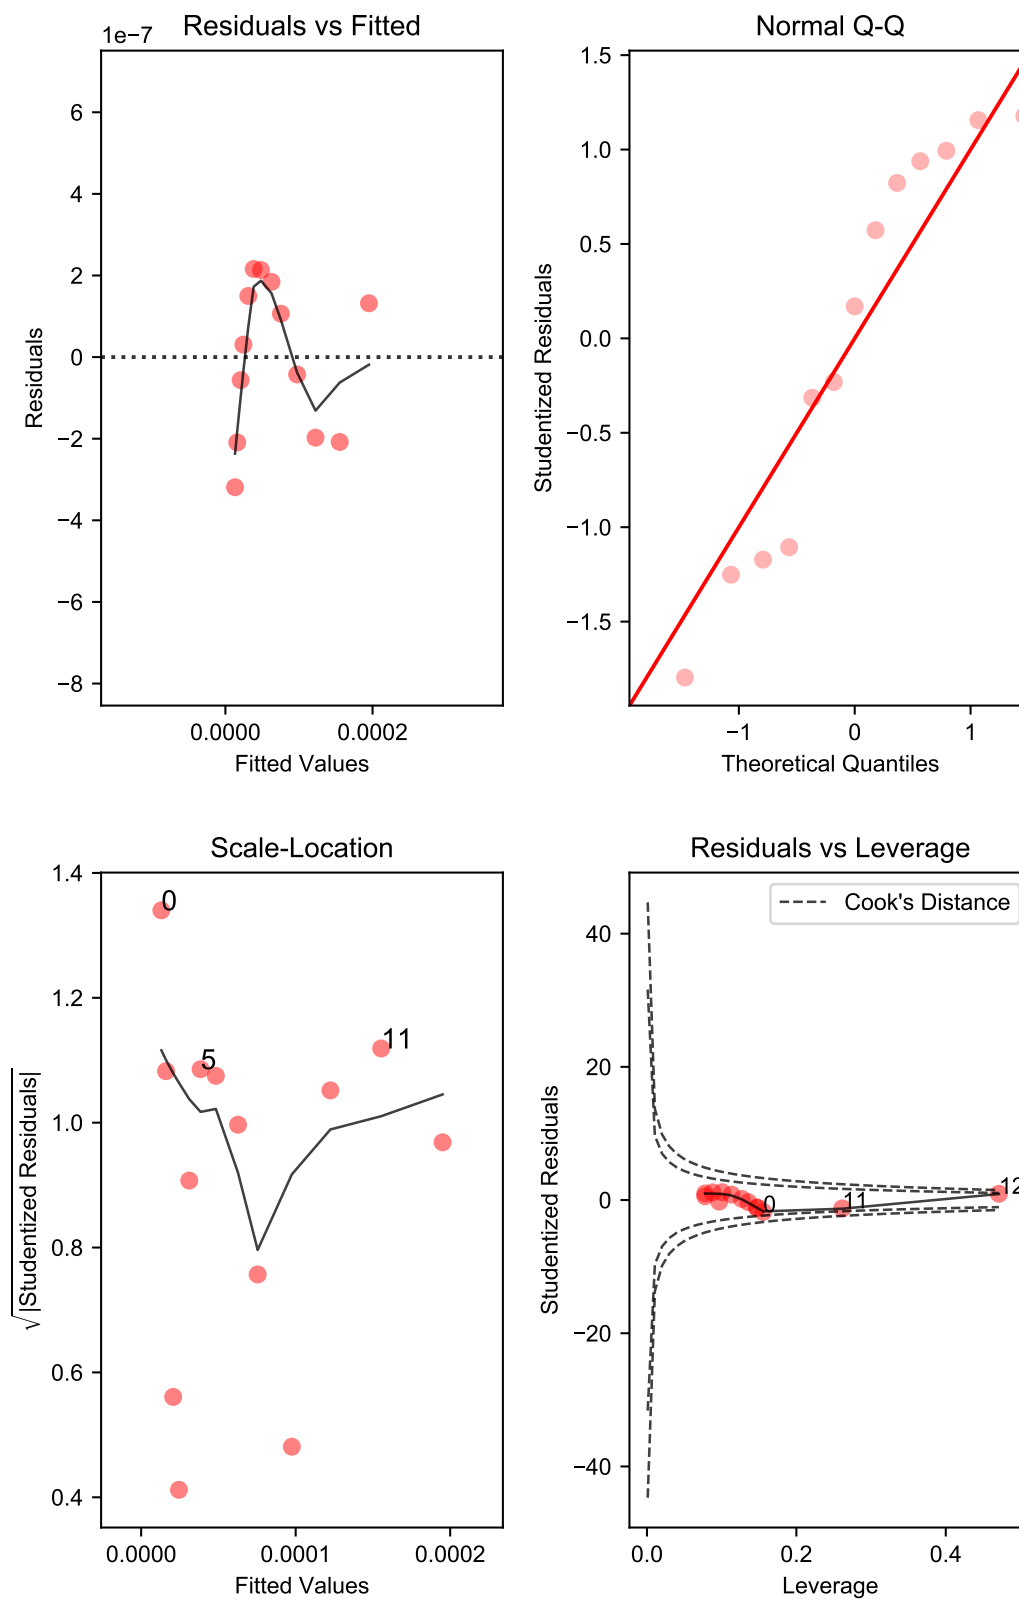 Residuals vs Fitted
1e−7
6
4
2
0
−2
−4
−6
−8
Residuals
0.0000 0.0002
Fitted Values
Normal Q-Q
1.5
1.0
0.5
0.0
−0.5
−1.0
−1.5
Studentized Residuals
−1 0 1
Theoretical Quantiles
Scale-Location
1.4
1.2
1.0
0.8
0.6
0.4
√|Studentized Residuals|
0
5
11
0.0000 0.0001 0.0002
Fitted Values
Residuals vs Leverage
Cook's Distance
40
20
0
−20
−40
Studentized Residuals
0
11
12
0.0 0.2 0.4
Leverage